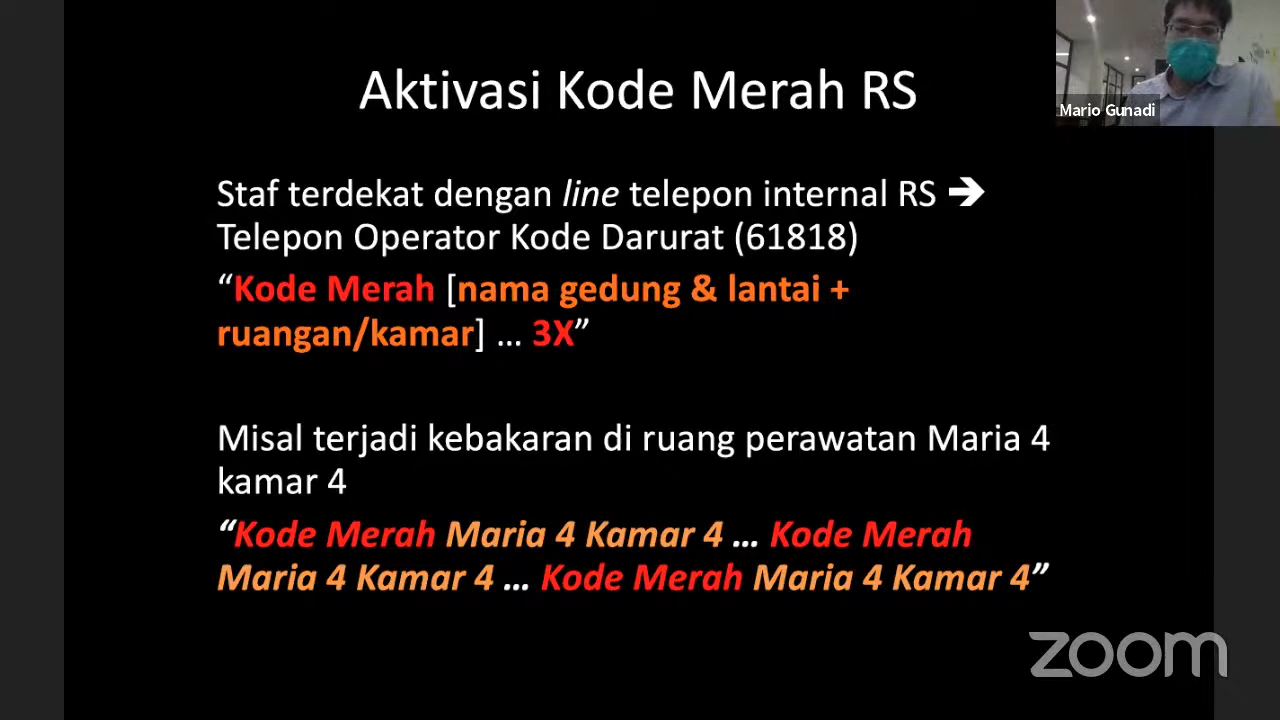 Aktivasi Kode Merah RS
Mario Gunadi
Staf terdekat dengan line telepon internal RS ➔
Telepon Operator Kode Darurat (61818)
“Kode Merah [nama gedung & lantai +
ruangan/kamar] ... 3X”
Misal terjadi kebakaran di ruang perawatan Maria 4
kamar 4
“Kode Merah Maria 4 Kamar 4 ... Kode Merah
Maria 4 Kamar 4 ... Kode Merah Maria 4 Kamar 4”
zoom